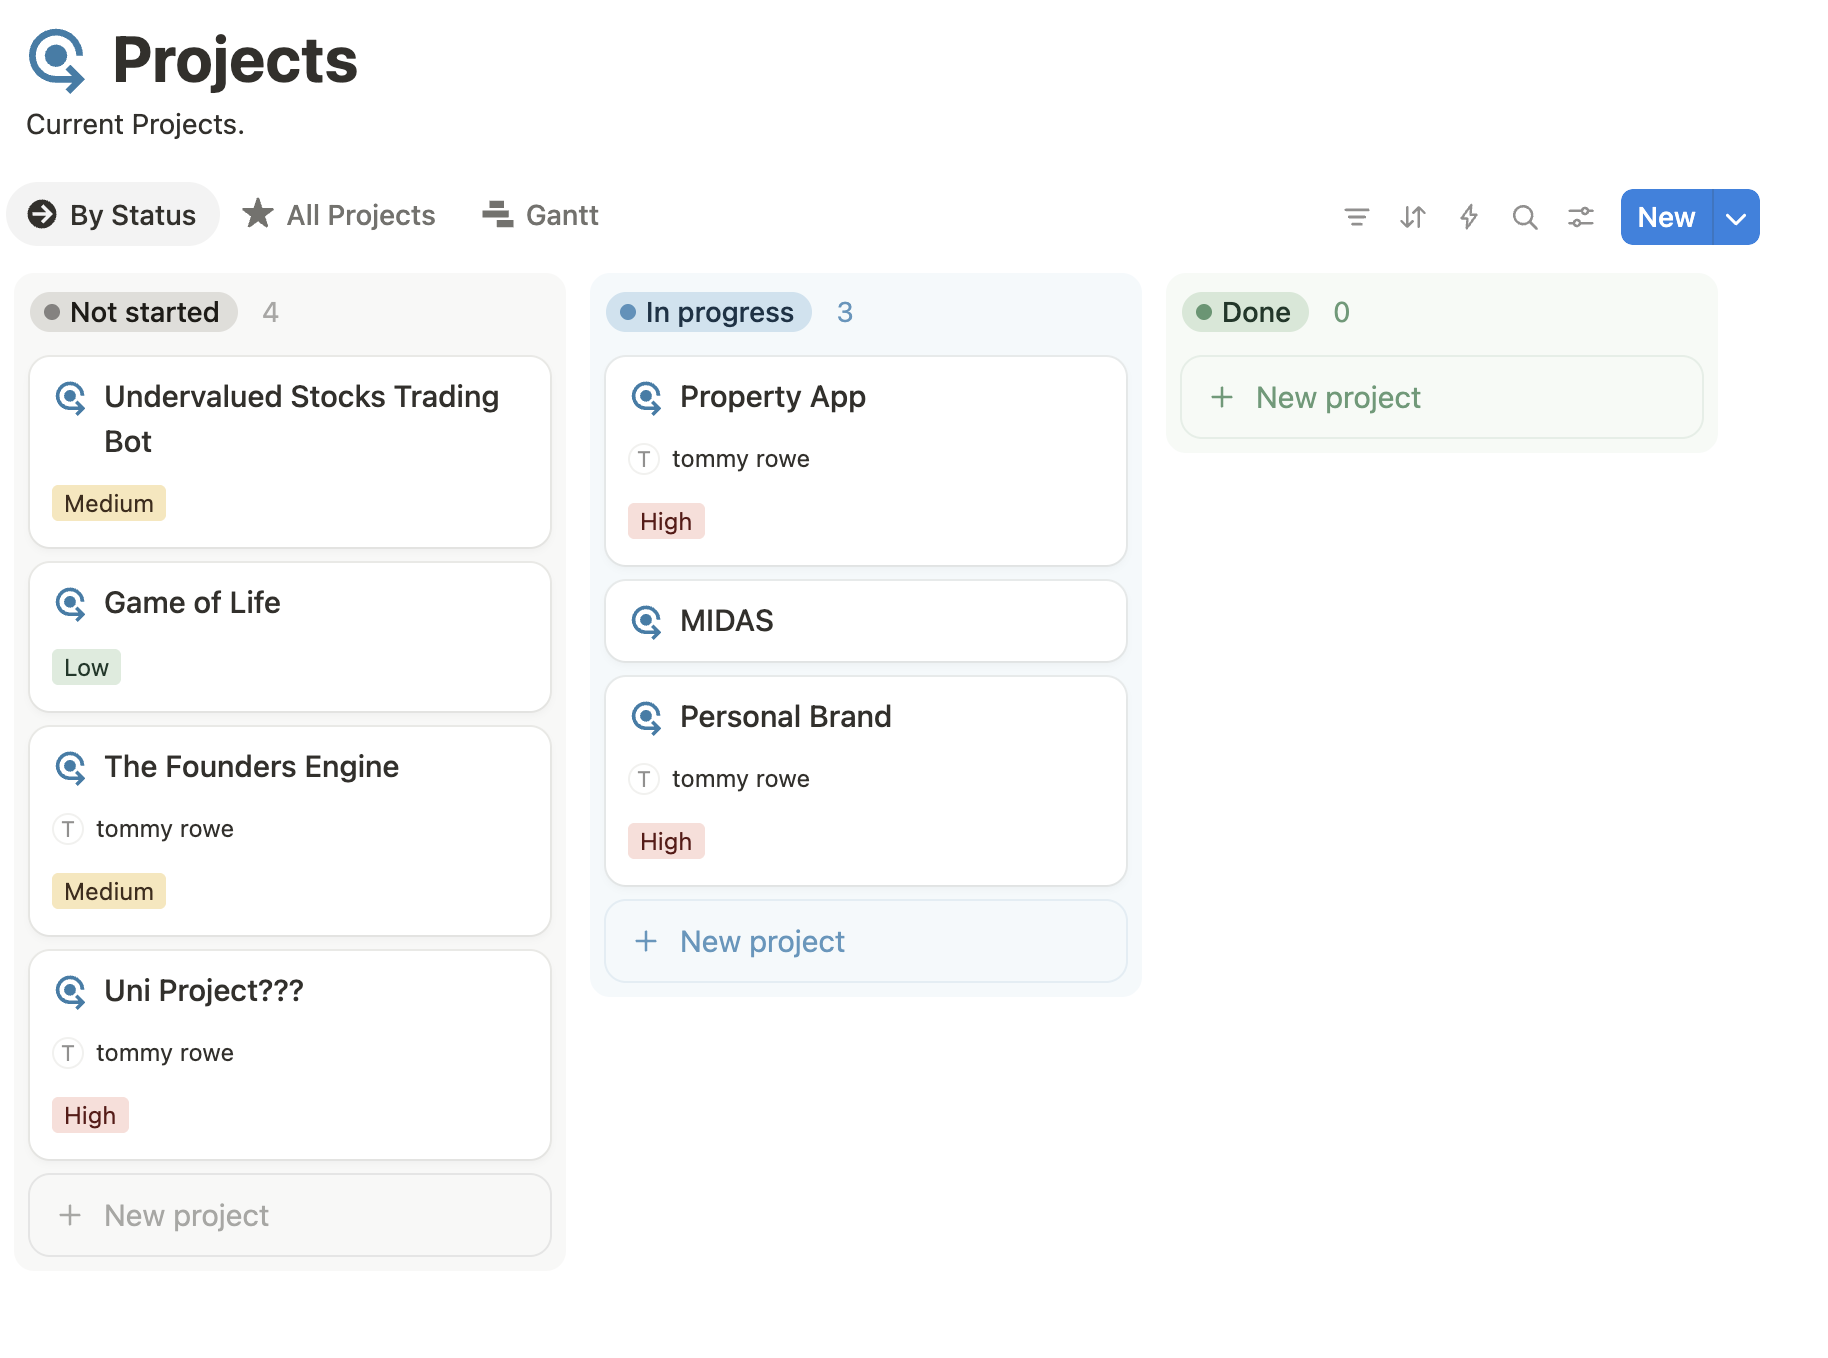 Projects
Current Projects.
By Status
All Projects
Gantt
New
Not started 4
Undervalued Stocks Trading
Bot
Medium
Game of Life
Low
The Founders Engine
T tommy rowe
Medium
Uni Project???
T tommy rowe
High
+ New project
In progress 3
Property App
T tommy rowe
High
MIDAS
Personal Brand
T tommy rowe
High
+ New project
Done 0
+ New project